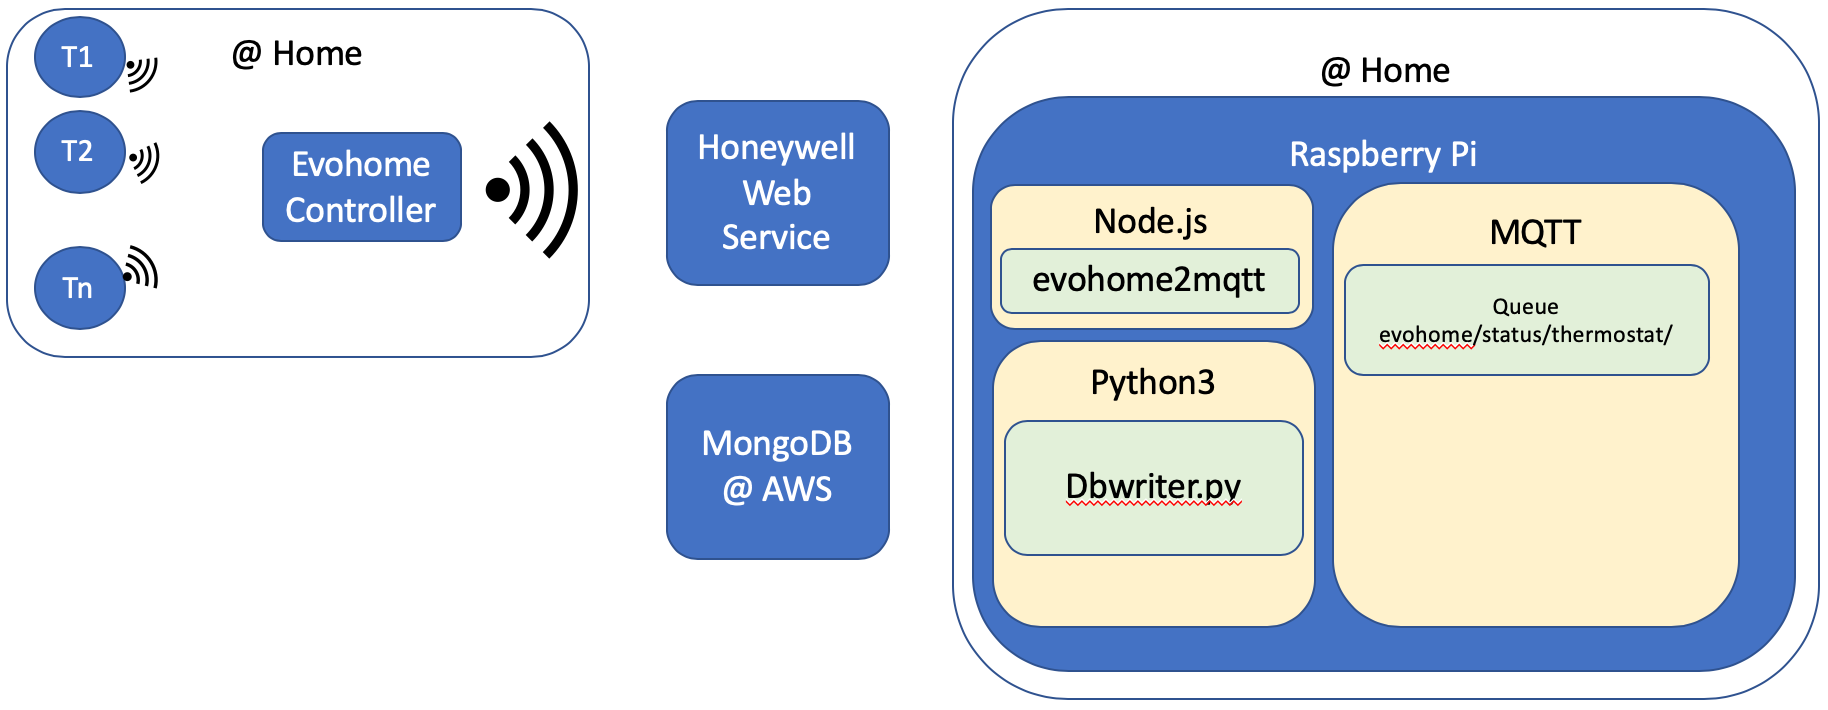 T1
@ Home
T2
Evohome
Controller
Tn
Honeywell
Web
Service
MongoDB
@ AWS
@ Home
Raspberry Pi
Node.js
evohome2mqtt
MQTT
Queue
evohome/status/thermostat/
Python3
Dbwriter.py